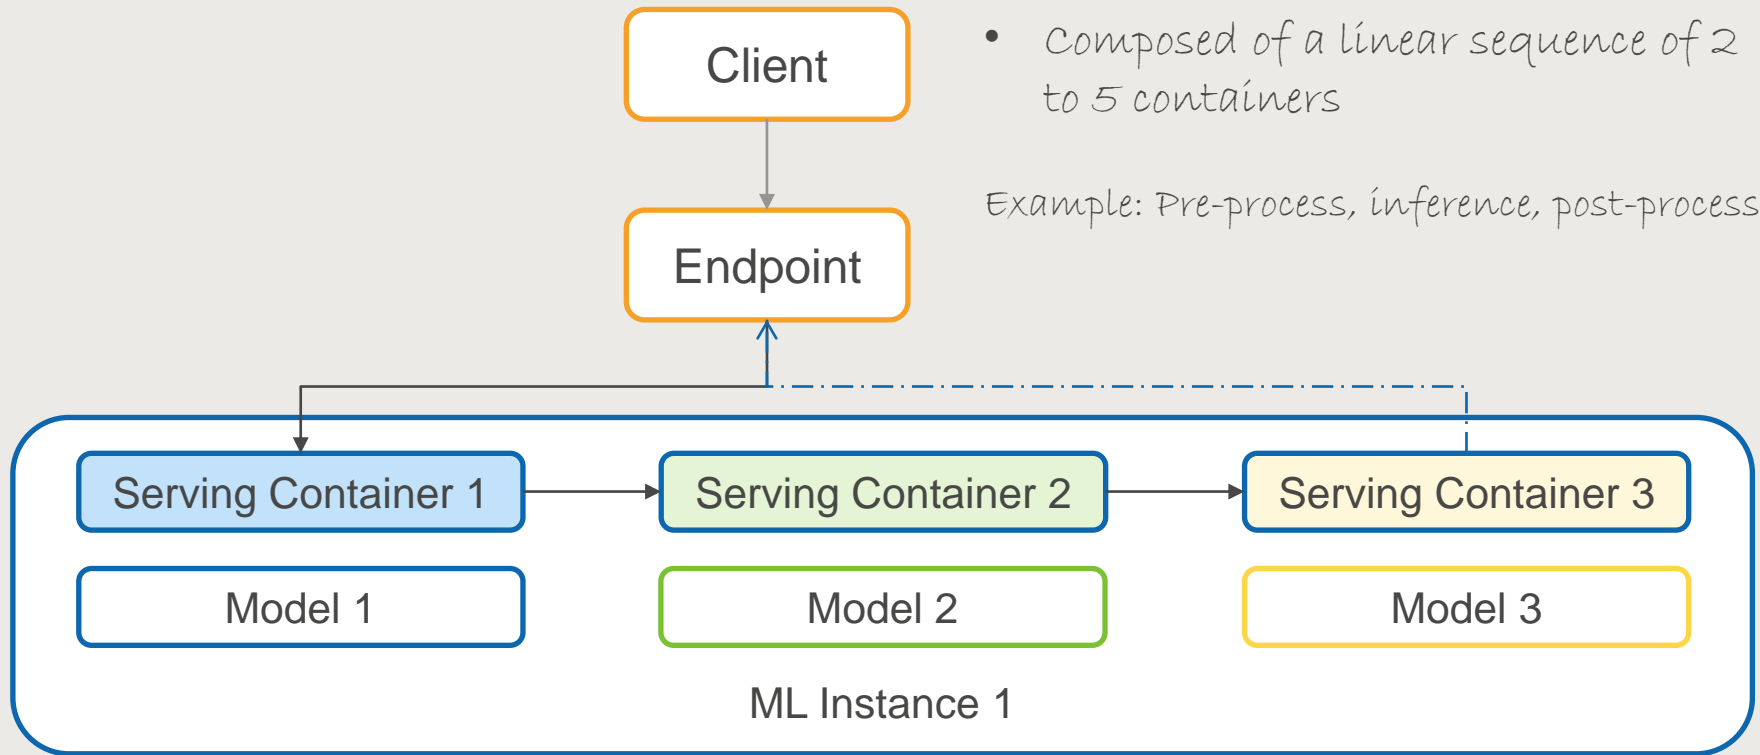 Client
• Composed of a linear sequence of 2
to 5 containers
Example: Pre-process, inference, post-process
Endpoint
Serving Container 1
Serving Container 2
Serving Container 3
Model 1
Model 2
Model 3
ML Instance 1